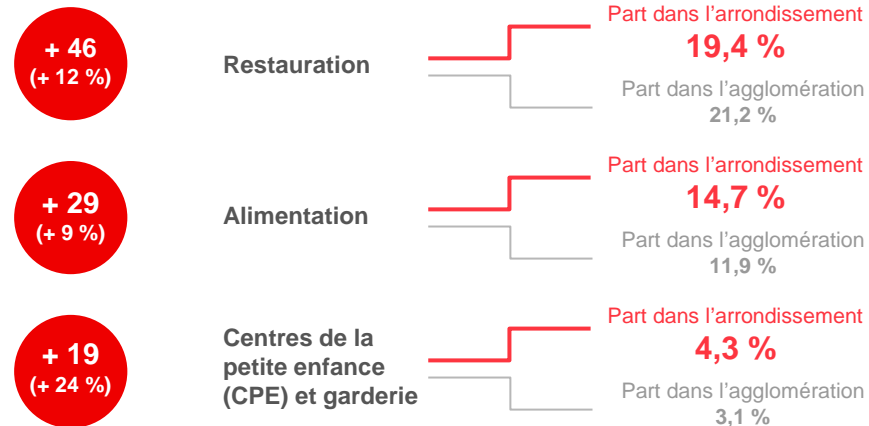 + 46
(+ 12 %)
Restauration
Part dans l'arrondissement
19,4 %
Part dans l'agglomération
21,2 %
+ 29
(+ 9 %)
Alimentation
Part dans l'arrondissement
14,7 %
Part dans l'agglomération
11,9 %
+ 19
(+ 24 %)
Centres de la
petite enfance
(CPE) et garderie
Part dans l'arrondissement
4,3 %
Part dans l'agglomération
3,1 %